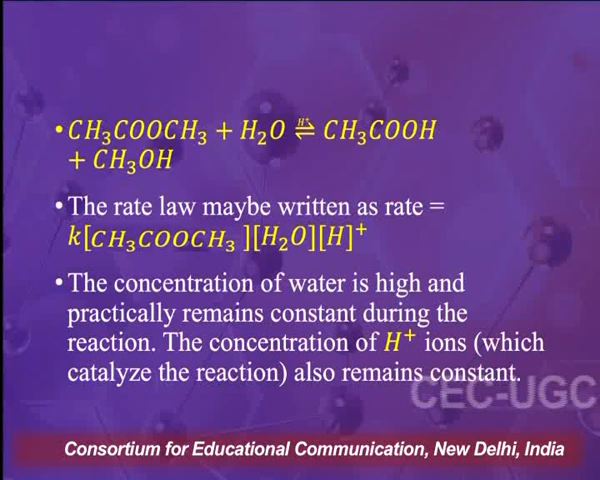 •CH₃COOCH₃ + H₂O ⇌ᴴ⁺ CH₃COOH
+ CH₃OH
•The rate law maybe written as rate =
k[CH₃COOCH₃ ][H₂O][H]⁺
•The concentration of water is high and
practically remains constant during the
reaction. The concentration of H⁺ ions (which
catalyze the reaction) also remains constant.
CEC-UGC
Consortium for Educational Communication, New Delhi, India